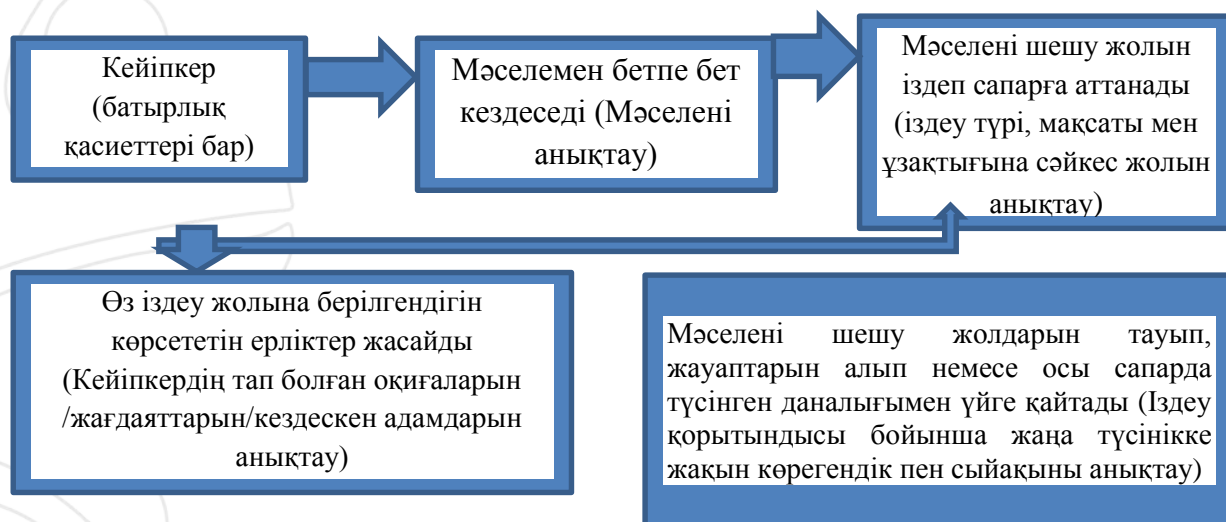 Кейіпкер
(батырлық
қасиеттері бар)
Мәселемен бетпе бет
кездеседі (Мәселені
анықтау)
Мәселені шешу жолын
іздеп сапарға аттанады
(іздеу түрі, мақсаты мен
ұзақтығына сәйкес жолын
анықтау)
Өз іздеу жолына берілгендігін
көрсететін ерліктер жасайды
(Кейіпкердің тап болған оқиғаларын
/жағдаяттарын/кездескен адамдарын
анықтау)
Мәселені шешу жолдарын тауып,
жауаптарын алып немесе осы сапарда
түсінген даналығымен үйге қайтады (Іздеу
қорытындысы бойынша жаңа түсінікке
жақын көрегендік пен сыйақыны анықтау)